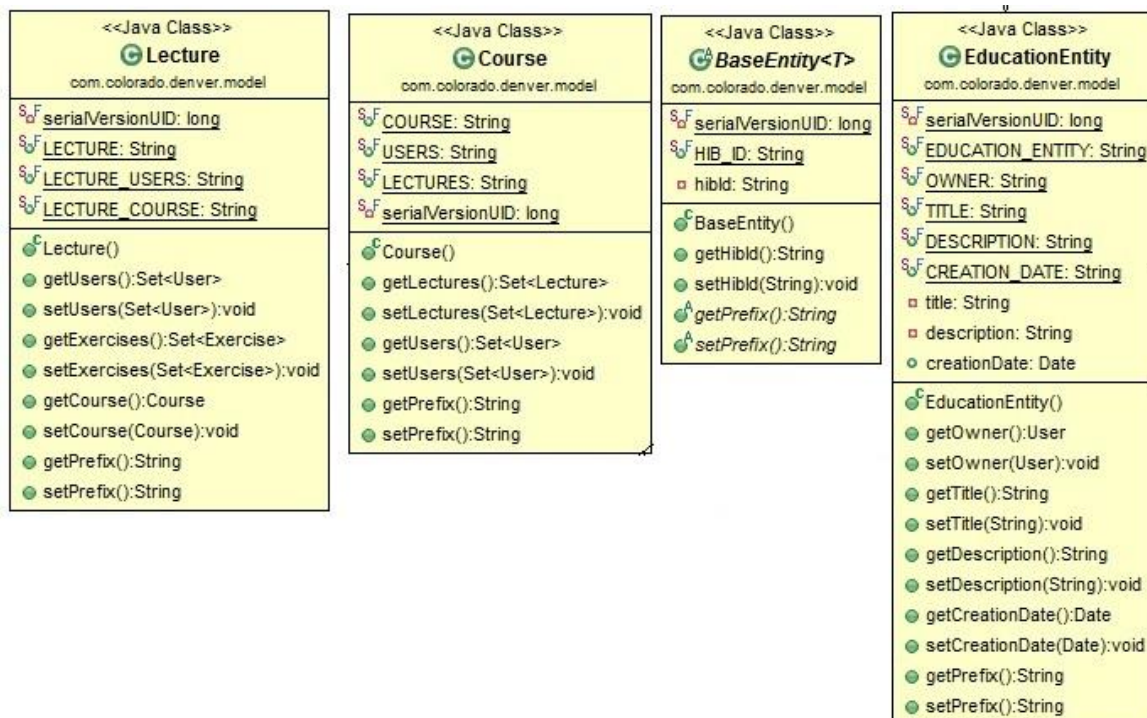 <<Java Class>>
Lecture
com.colorado.denver.model
serialVersionUID: long
LECTURE: String
LECTURE_USERS: String
LECTURE_COURSE: String
Lecture()
getUsers():Set<User>
setUsers(Set<User>):void
getExercises():Set<Exercise>
setExercises(Set<Exercise>):void
getCourse():Course
setCourse(Course):void
getPrefix():String
setPrefix():String
<<Java Class>>
Course
com.colorado.denver.model
COURSE: String
USERS: String
LECTURES: String
serialVersionUID: long
Course()
getLectures():Set<Lecture>
setLectures(Set<Lecture>):void
getUsers():Set<User>
setUsers(Set<User>):void
getPrefix():String
setPrefix():String
<<Java Class>>
BaseEntity<T>
com.colorado.denver.model
serialVersionUID: long
HIB_ID: String
hibId: String
BaseEntity()
getHibId():String
setHibId(String):void
getPrefix():String
setPrefix():String
<<Java Class>>
EducationEntity
com.colorado.denver.model
serialVersionUID: long
EDUCATION_ENTITY: String
OWNER: String
TITLE: String
DESCRIPTION: String
CREATION_DATE: String
title: String
description: String
creationDate: Date
EducationEntity()
getOwner():User
setOwner(User):void
getTitle():String
setTitle(String):void
getDescription():String
setDescription(String):void
getCreationDate():Date
setCreationDate(Date):void
getPrefix():String
setPrefix():String